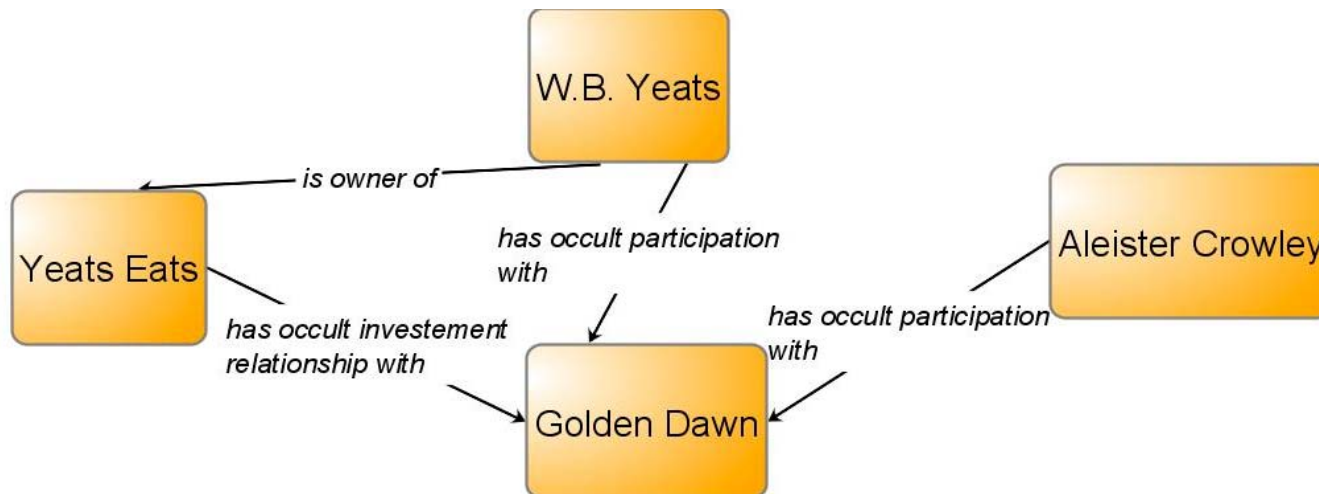 W.B. Yeats
is owner of
has occult participation
with
Aleister Crowley
Yeats Eats
has occult investement
relationship with
has occult participation
with
Golden Dawn